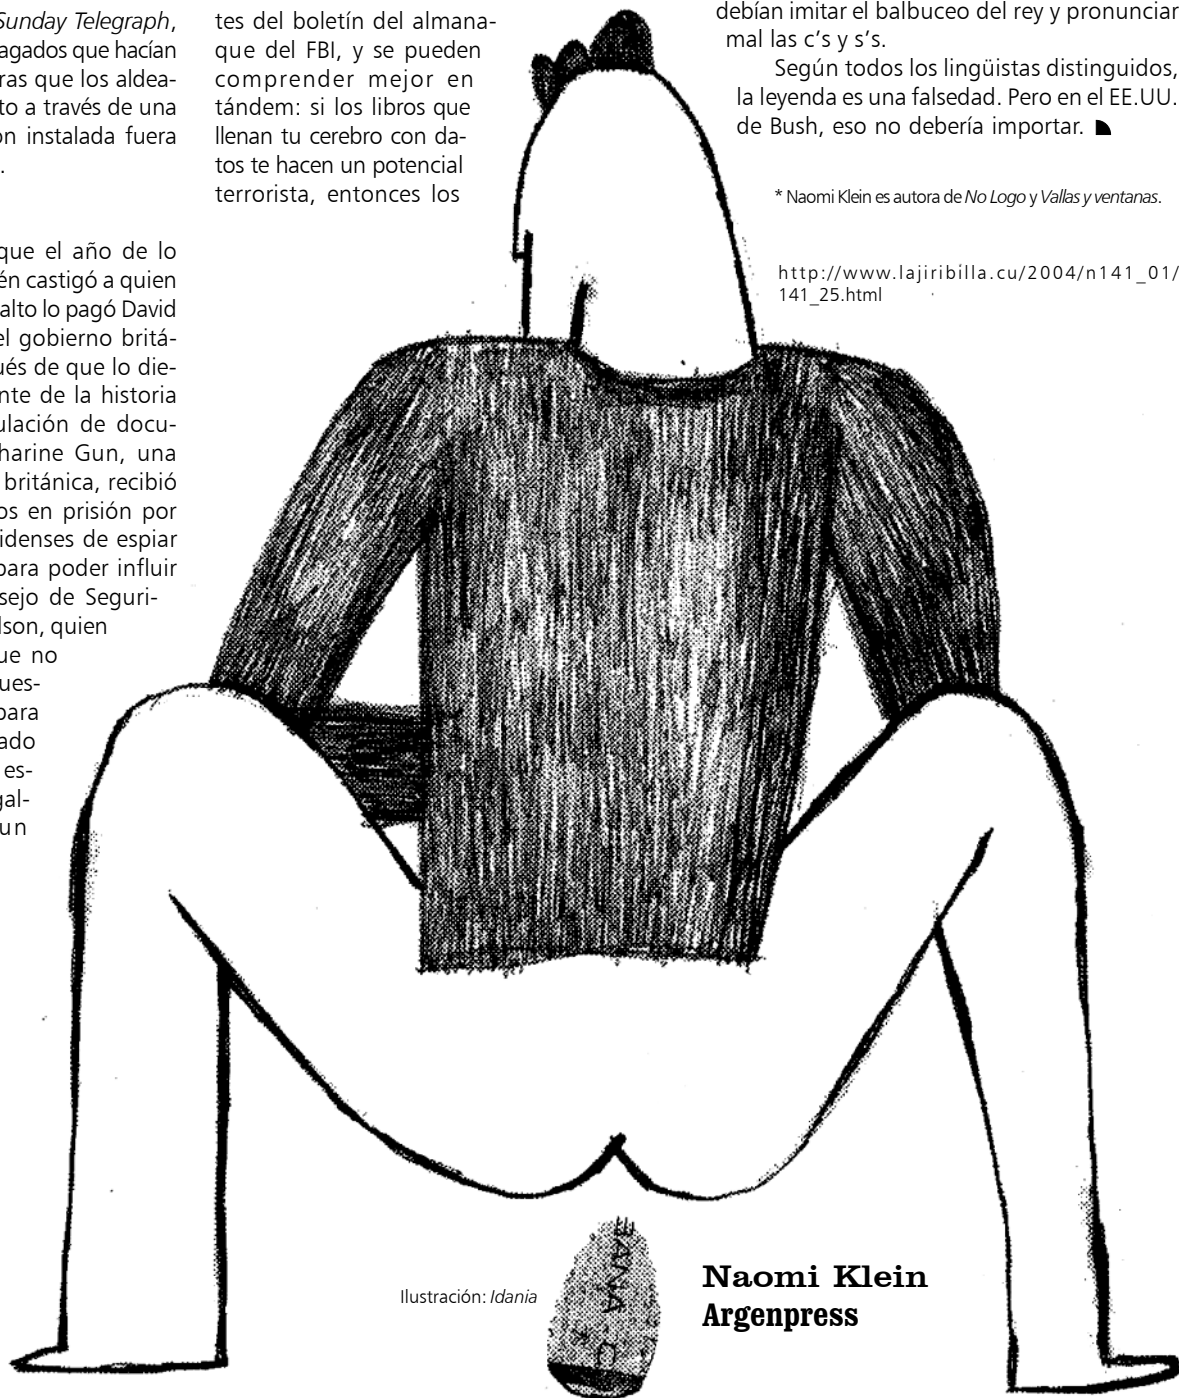 Sunday Telegraph,
agados que hacían
ras que los aldea-
to a través de una
ón instalada fuera
.
que el año de lo
én castigó a quien
alto lo pagó David
el gobierno britá-
ués de que lo die-
nte de la historia
ulación de docu-
harine Gun, una
británica, recibió
os en prisión por
idenses de espiar
para poder influir
sejo de Seguri-
lson, quien
ue no
ues-
para
ado
es-
gal-
un
tes del boletín del almana-
que del FBI, y se pueden
comprender mejor en
tándem: si los libros que
llenan tu cerebro con da-
tos te hacen un potencial
terrorista, entonces los
debían imitar el balbuceo del rey y pronunciar
mal las c's y s's.
Según todos los lingüistas distinguidos,
la leyenda es una falsedad. Pero en el EE.UU.
de Bush, eso no debería importar.
* Naomi Klein es autora de No Logo y Vallas y ventanas.
http://www.lajiribilla.cu/2004/n141_01/
141_25.html
Ilustración: Idania
Naomi Klein
Argenpress